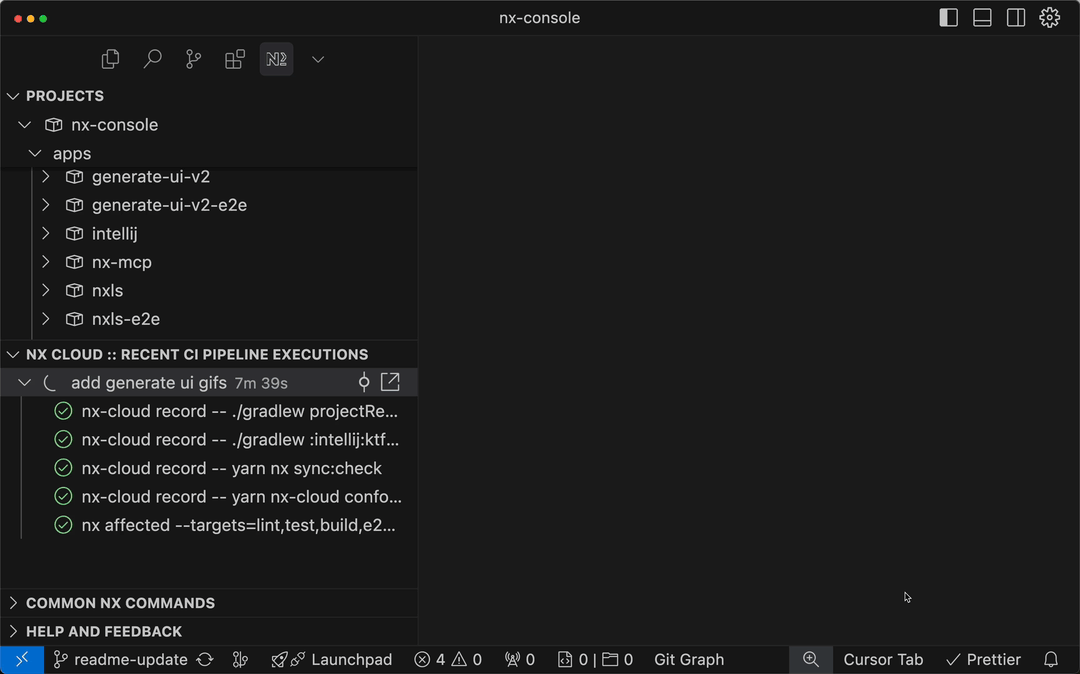 nx-console
PROJECTS
nx-console
apps
generate-ui-v2
generate-ui-v2-e2e
intellij
nx-mcp
nxls
nxls-e2e
NX CLOUD :: RECENT CI PIPELINE EXECUTIONS
add generate ui gifs 7m 39s
nx-cloud record -- ./gradlew projectRe...
nx-cloud record -- ./gradlew :intellij:ktf...
nx-cloud record -- yarn nx sync:check
nx-cloud record -- yarn nx-cloud confo...
nx affected --targets=lint,test,build,e2...
COMMON NX COMMANDS
HELP AND FEEDBACK
readme-update Launchpad 4 0 0 0 | 0 Git Graph Cursor Tab Prettier